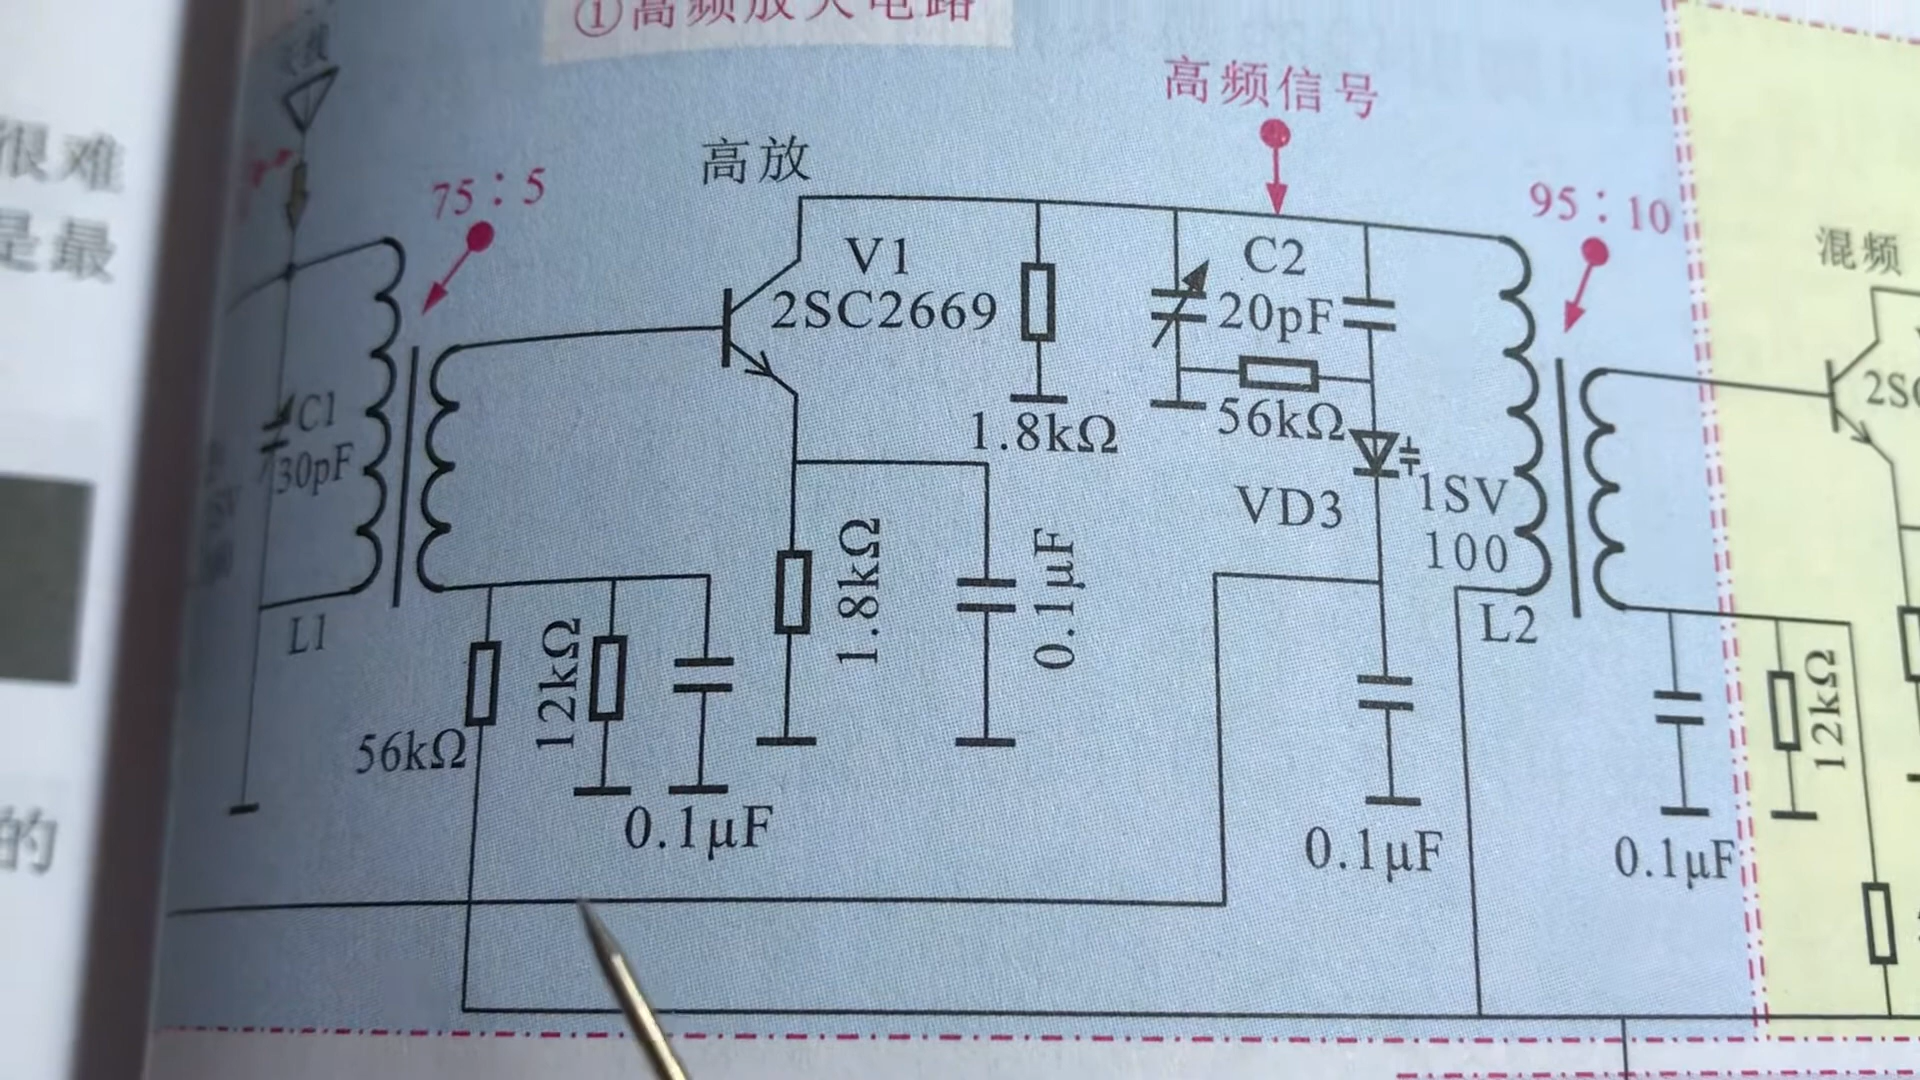 ①高频放大电路
天线
高频信号
很难
高放
75：5
95：10
是最
混频
V1
C2
2SC2669
20pF
C1
30pF
1.8kΩ
56kΩ
VD3
1SV
100
1.8kΩ
0.1μF
L1
L2
12kΩ
12kΩ
56kΩ
0.1μF
0.1μF
0.1μF
的